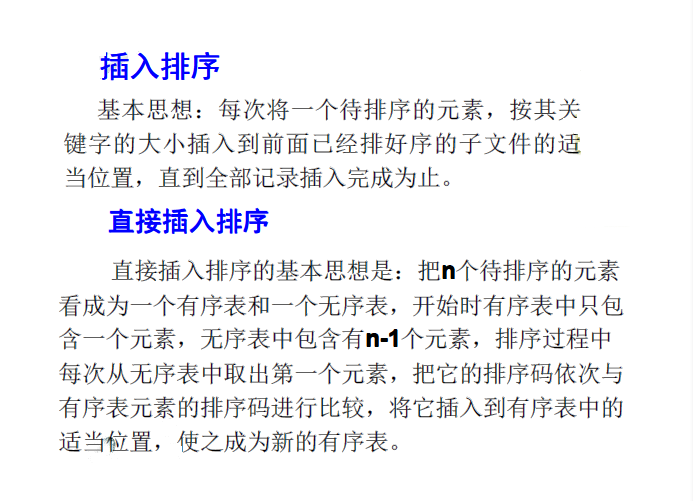 插入排序
基本思想：每次将一个待排序的元素，按其关
键字的大小插入到前面已经排好序的子文件的适
当位置，直到全部记录插入完成为止。
直接插入排序
直接插入排序的基本思想是：把n个待排序的元素
看成为一个有序表和一个无序表，开始时有序表中只包
含一个元素，无序表中包含有n-1个元素，排序过程中
每次从无序表中取出第一个元素，把它的排序码依次与
有序表元素的排序码进行比较，将它插入到有序表中的
适当位置，使之成为新的有序表。